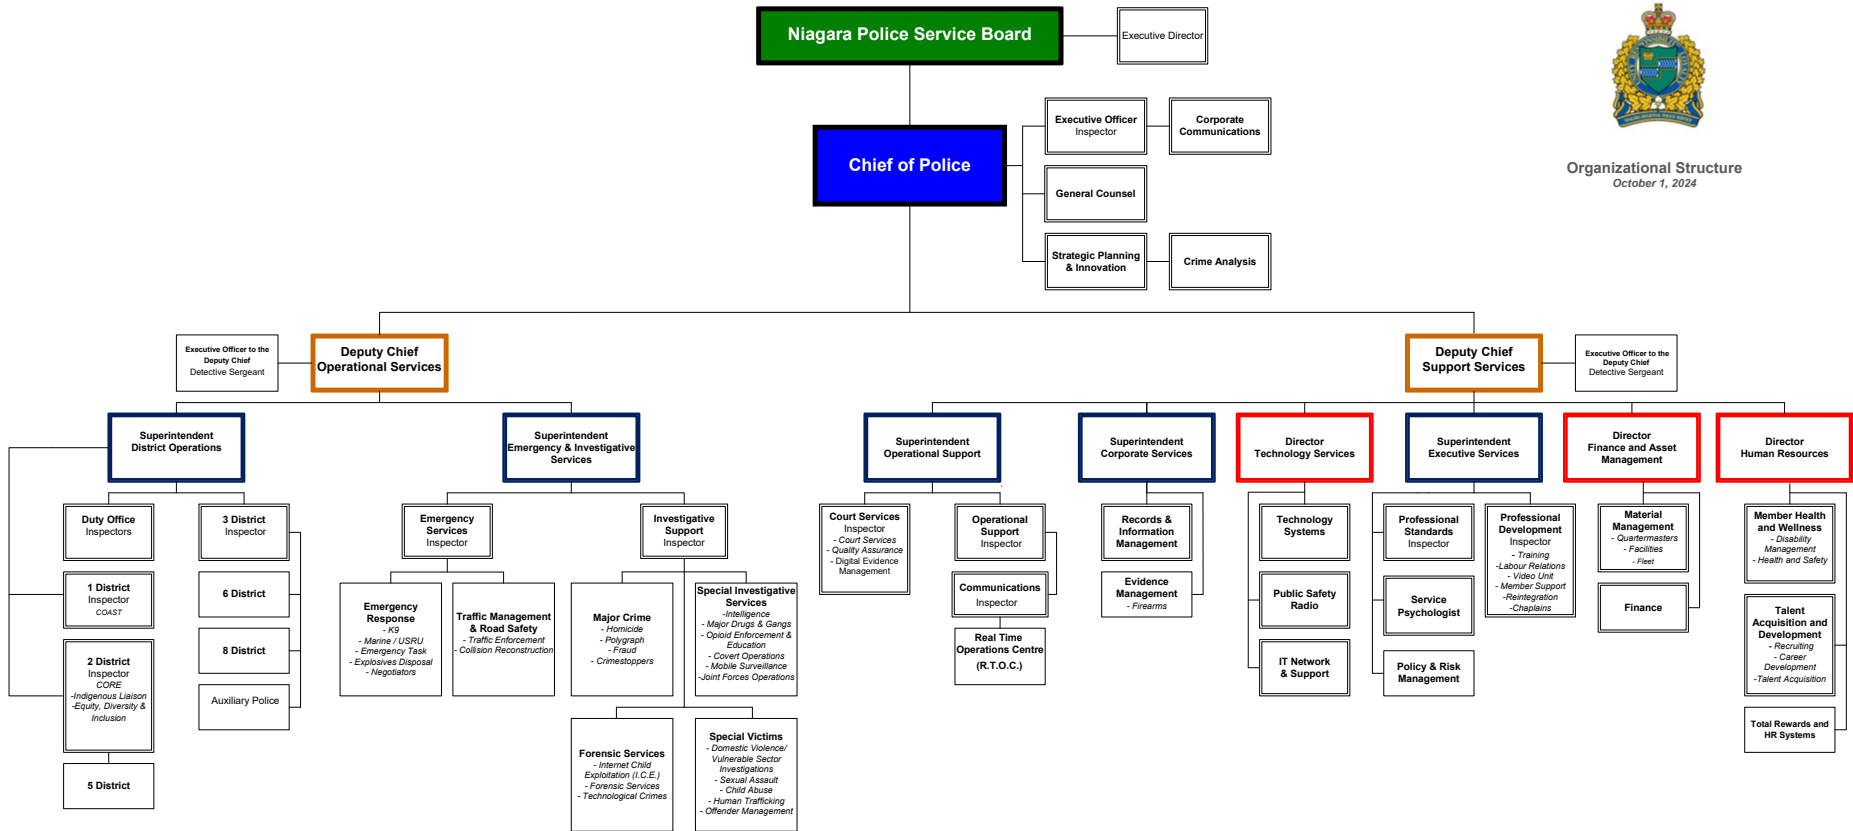 Niagara Police Service Board
Executive Director
Organizational Structure
October 1, 2024
Chief of Police
Executive Officer
Inspector
Corporate
Communications
General Counsel
Strategic Planning
& Innovation
Crime Analysis
Executive Officer to the
Deputy Chief
Detective Sergeant
Deputy Chief
Operational Services
Deputy Chief
Support Services
Executive Officer to the
Deputy Chief
Detective Sergeant
Superintendent
District Operations
Superintendent
Emergency & Investigative
Services
Superintendent
Operational Support
Superintendent
Corporate Services
Director
Technology Services
Superintendent
Executive Services
Director
Finance and Asset
Management
Director
Human Resources
Duty Office
Inspectors
1 District
Inspector
COAST
2 District
Inspector
CORE
-Indigenous Liaison
-Equity, Diversity &
Inclusion
5 District
3 District
Inspector
6 District
8 District
Auxiliary Police
Emergency
Services
Inspector
Emergency
Response
- K9
- Marine / USRU
- Emergency Task
- Explosives Disposal
- Negotiators
Traffic Management
& Road Safety
- Traffic Enforcement
- Collision Reconstruction
Investigative
Support
Inspector
Major Crime
- Homicide
- Polygraph
- Fraud
- Crimestoppers
Special Investigative
Services
-Intelligence
- Major Drugs & Gangs
- Opioid Enforcement &
Education
- Covert Operations
- Mobile Surveillance
-Joint Forces Operations
Forensic Services
- Internet Child
Exploitation (I.C.E.)
- Forensic Services
- Technological Crimes
Special Victims
- Domestic Violence/
Vulnerable Sector
Investigations
- Sexual Assault
- Child Abuse
- Human Trafficking
- Offender Management
Court Services
Inspector
- Court Services
- Quality Assurance
- Digital Evidence
Management
Operational
Support
Inspector
Communications
Inspector
Real Time
Operations Centre
(R.T.O.C.)
Records &
Information
Management
Evidence
Management
- Firearms
Technology
Systems
Public Safety
Radio
IT Network
& Support
Professional
Standards
Inspector
Service
Psychologist
Policy & Risk
Management
Professional
Development
Inspector
- Training
-Labour Relations
- Video Unit
- Member Support
-Reintegration
-Chaplains
Material
Management
- Quartermasters
- Facilities
- Fleet
Finance
Member Health
and Wellness
- Disability
Management
- Health and Safety
Talent
Acquisition and
Development
- Recruiting
- Career
Development
-Talent Acquisition
Total Rewards and
HR Systems